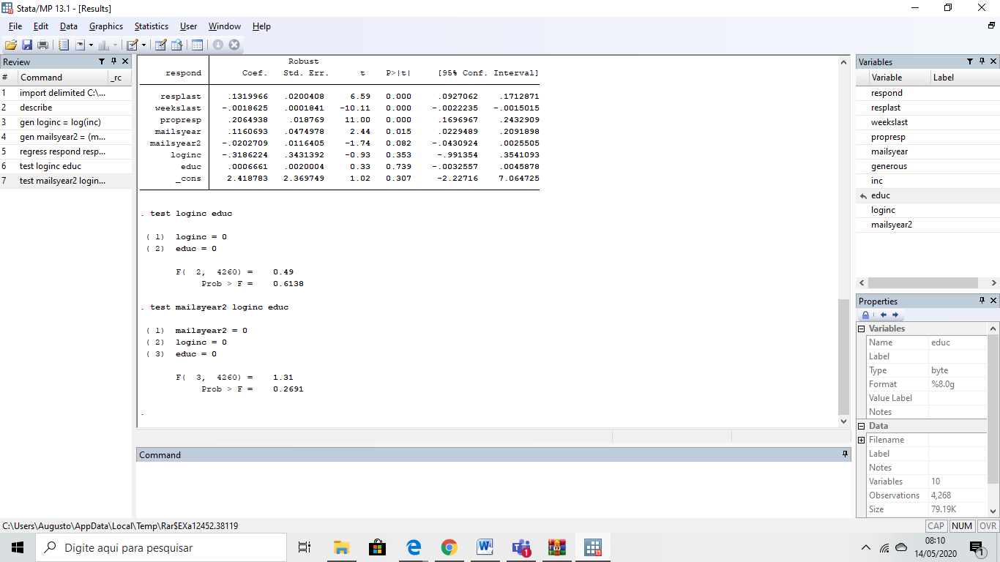 Stata/MP 13.1 - [Results]
File Edit Data Graphics Statistics User Window Help
Review
# Command _rc
1 import delimited C:\...
2 describe
3 gen loginc = log(inc)
4 gen mailsyear2 = (m...
5 regress respond resp...
6 test loginc educ
7 test mailsyear2 login...
Robust
respond Coef. Std. Err. t P>|t| [95% Conf. Interval]
resplast .1319966 .0200408 6.59 0.000 .0927062 .1712871
weekslast -.0018625 .0001841 -10.11 0.000 -.0022235 -.0015015
propresp .2064938 .018769 11.00 0.000 .1696967 .2432909
mailsyear .1160693 .0474978 2.44 0.015 .0229489 .2091898
mailsyear2 -.0202709 .0116405 -1.74 0.082 -.0430924 .0025505
loginc -.3186224 .3431392 -0.93 0.353 -.991354 .3541093
educ .0006661 .0020004 0.33 0.739 -.0032557 .0045878
_cons 2.418783 2.369749 1.02 0.307 -2.22716 7.064725
. test loginc educ
( 1) loginc = 0
( 2) educ = 0
F( 2, 4260) = 0.49
Prob > F = 0.6138
. test mailsyear2 loginc educ
( 1) mailsyear2 = 0
( 2) loginc = 0
( 3) educ = 0
F( 3, 4260) = 1.31
Prob > F = 0.2691
.
Command
Variables
Variable Label
respond
resplast
weekslast
propresp
mailsyear
generous
inc
educ
loginc
mailsyear2
Properties
Variables
Name educ
Label
Type byte
Format %8.0g
Value Label
Notes
Data
Filename
Label
Notes
Variables 10
Observations 4,268
Size 79.19K
C:\Users\Augusto\AppData\Local\Temp\Rar$EXa12452.38119
CAP NUM OVR
Digite aqui para pesquisar
1
13
08:10
14/05/2020
1